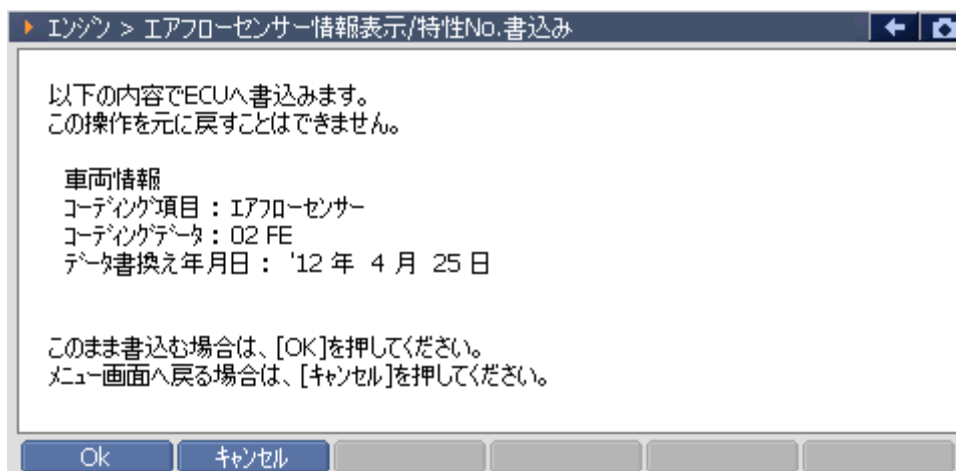 エンジン > エアフローセンサー情報表示/特性No.書込み
以下の内容でECUへ書込みます。
この操作を元に戻すことはできません。
車両情報
コーディング項目 : エアフローセンサー
コーディングデータ : 02 FE
データ書換え年月日 : '12 年 4 月 25 日
このまま書込む場合は、[OK]を押してください。
メニュー画面へ戻る場合は、[キャンセル]を押してください。
Ok キャンセル